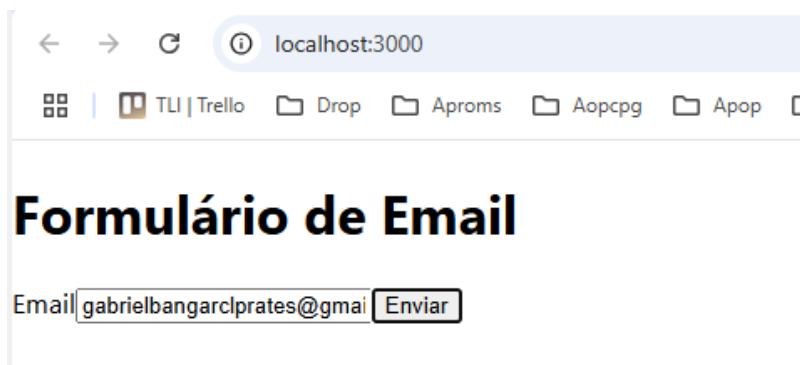 localhost:3000
TLI | Trello Drop Aproms Aopcpg Apop
Formulário de Email
Email gabrielbangarclprates@gmai Enviar